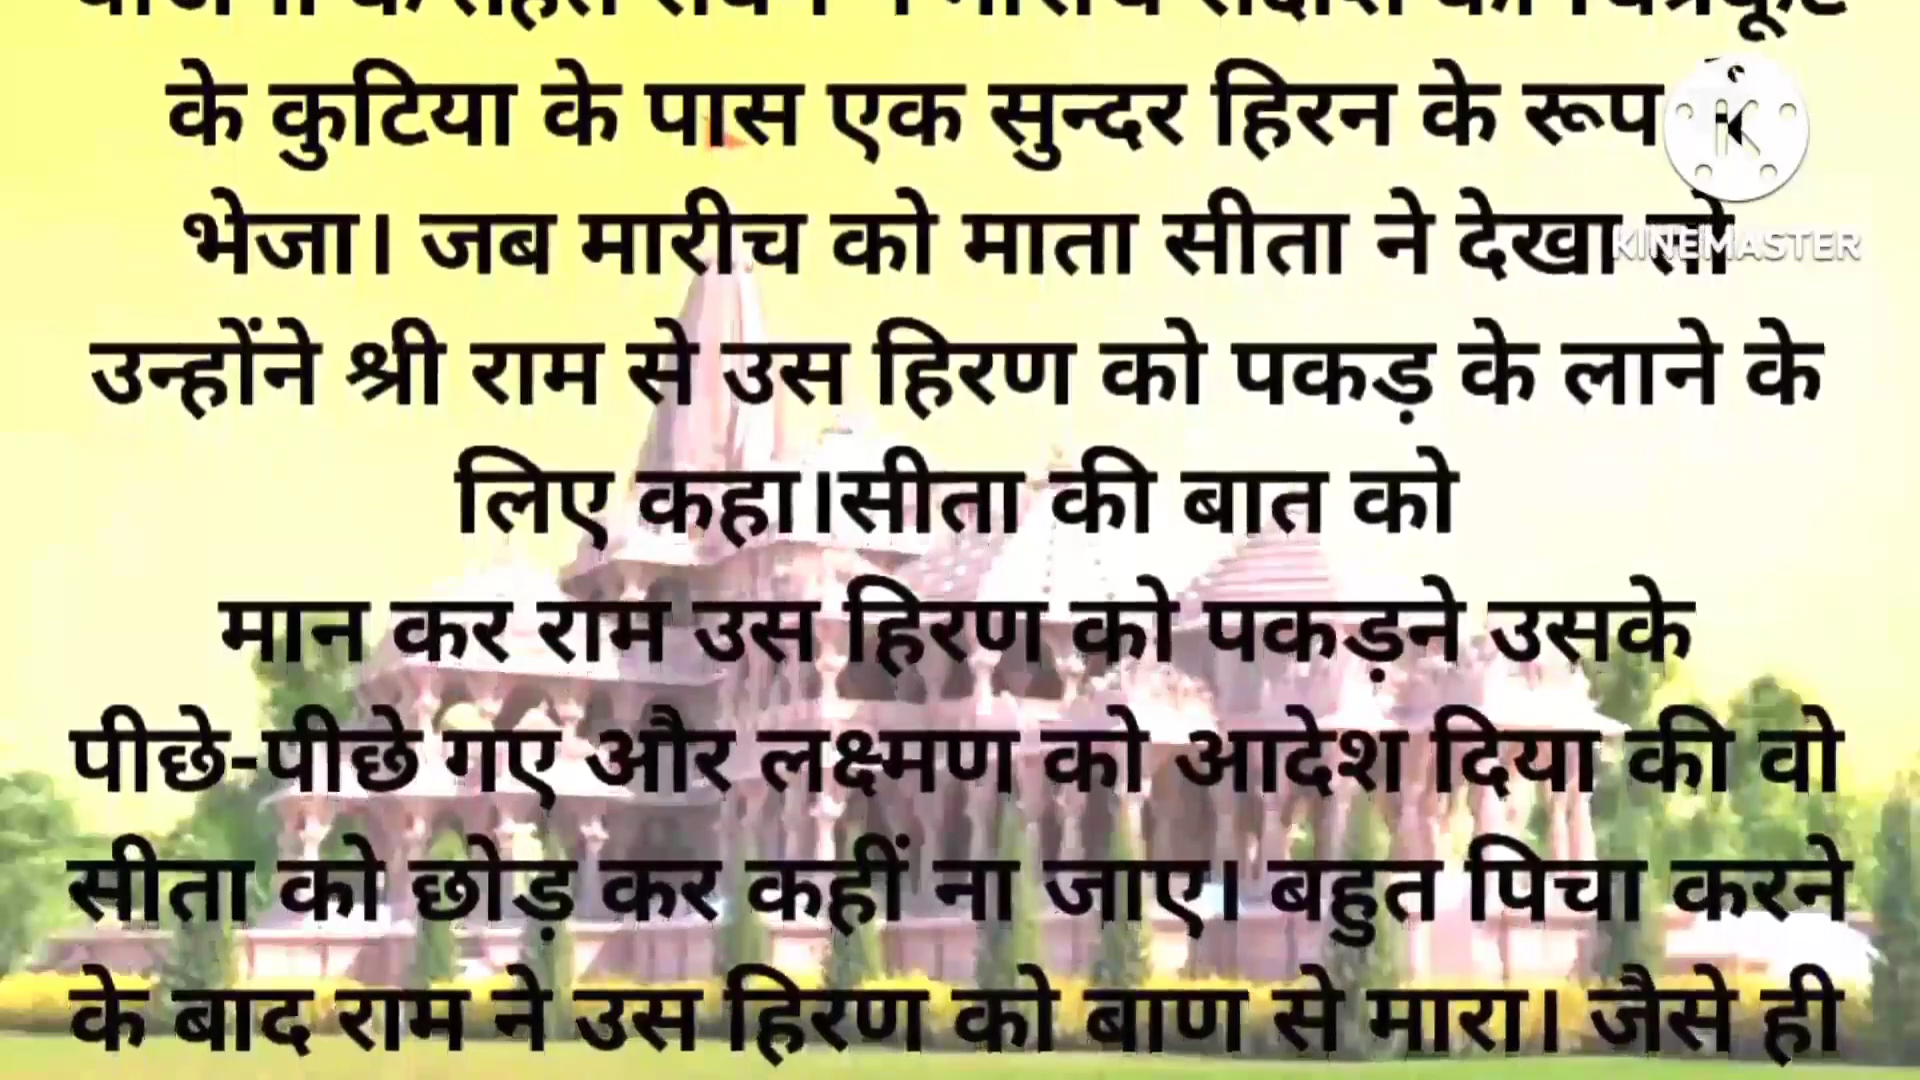 के कुटिया के पास एक सुन्दर हिरन के रूप
भेजा। जब मारीच को माता सीता ने देखा तो
KINEMASTER
उन्होंने श्री राम से उस हिरण को पकड़ के लाने के
लिए कहा।सीता की बात को
मान कर राम उस हिरण को पकड़ने उसके
पीछे-पीछे गए और लक्ष्मण को आदेश दिया की वो
सीता को छोड़ कर कहीं ना जाए। बहुत पिचा करने
के बाद राम ने उस हिरण को बाण से मारा। जैसे ही